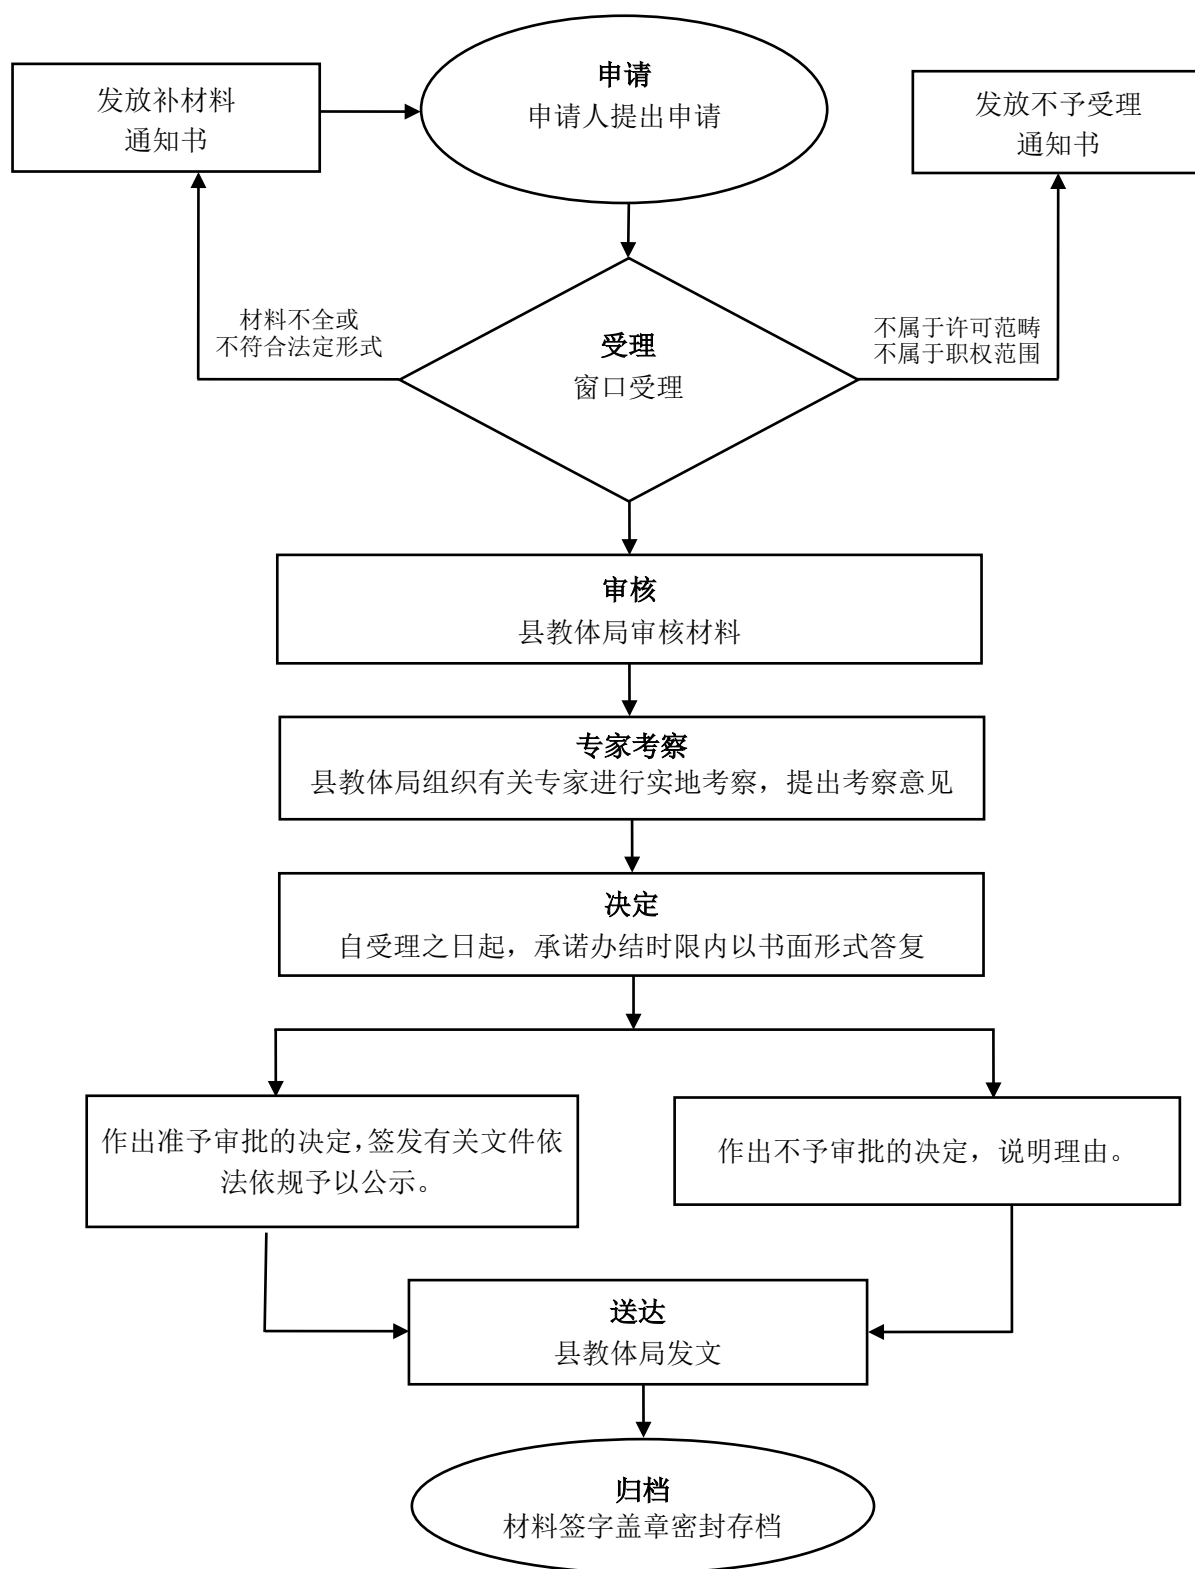 申请
申请人提出申请
发放补材料
通知书
发放不予受理
通知书
材料不全或
不符合法定形式
受理
窗口受理
不属于许可范畴
不属于职权范围
审核
县教体局审核材料
专家考察
县教体局组织有关专家进行实地考察，提出考察意见
决定
自受理之日起，承诺办结时限内以书面形式答复
作出准予审批的决定，签发有关文件依
法依规予以公示。
作出不予审批的决定，说明理由。
送达
县教体局发文
归档
材料签字盖章密封存档